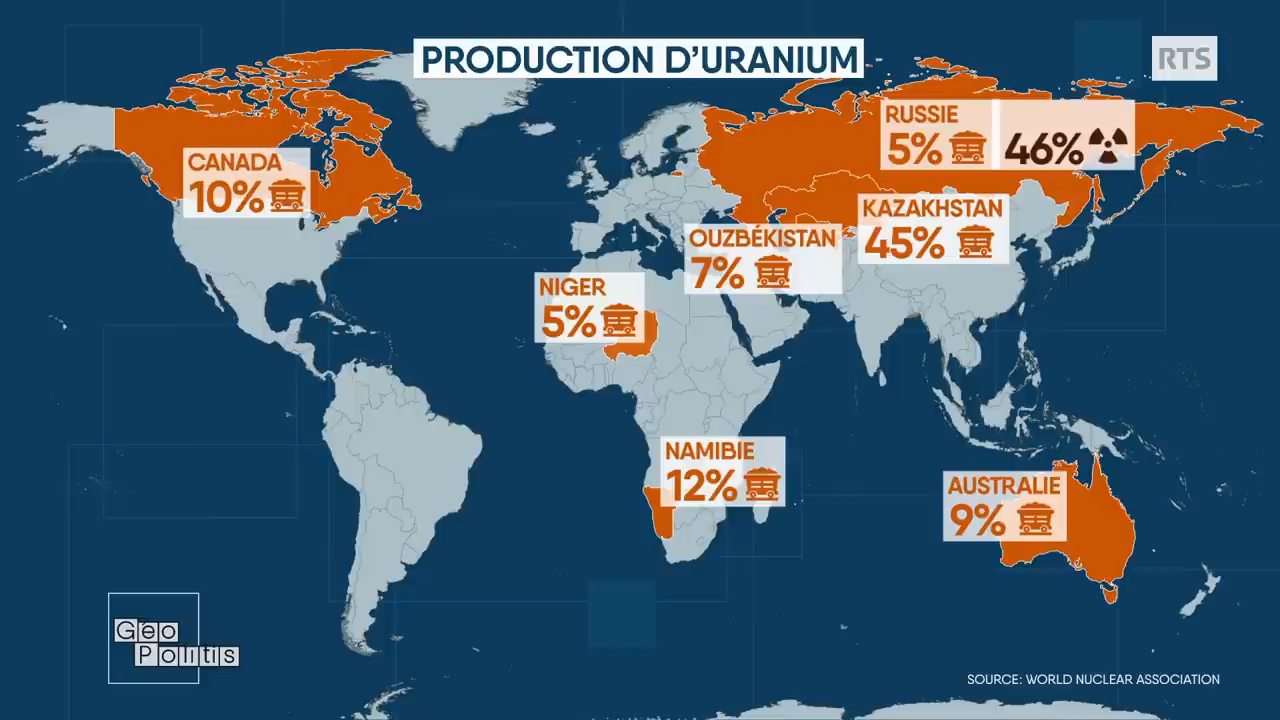 PRODUCTION D’URANIUM
RTS
RUSSIE
5% 46%
CANADA
10%
KAZAKHSTAN
45%
OUZBÉKISTAN
7%
NIGER
5%
NAMIBIE
12%
AUSTRALIE
9%
Géo
Politis
SOURCE: WORLD NUCLEAR ASSOCIATION